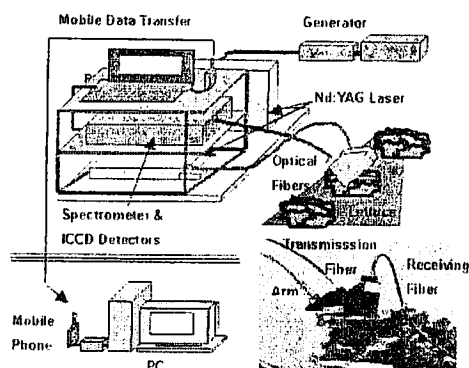 Mobile Data Transfer
Generator
Nd:YAG Laser
Optical
Fibers
Lettuce
Spectrometer &
ICCD Detectors
Transmisssion
Fiber
Receiving
Fiber
Arm
Mobile
Phone
PC